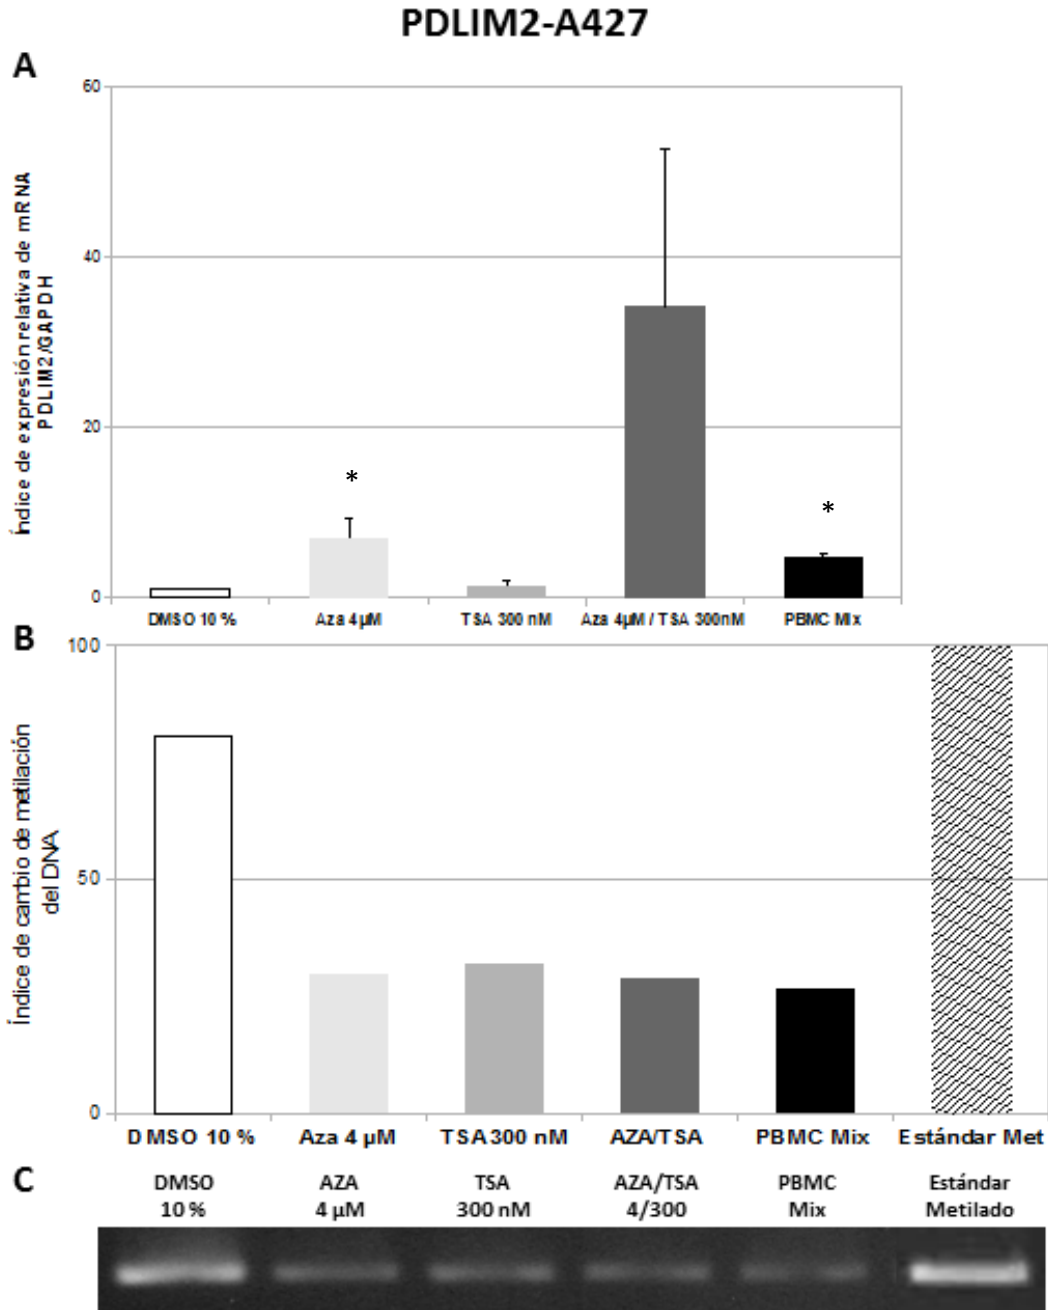 PDLIM2-A427
A
60
40
20
0
Índice de expresión relativa de mRNA
PDLIM2/GAPDH
*
*
DMSO 10 % Aza 4µM TSA 300 nM Aza 4µM / TSA 300nM PBMC Mix
B
100
50
0
Índice de cambio de metilación
del DNA
DMSO 10 % Aza 4 µM TSA 300 nM AZA/TSA PBMC Mix Estándar Met
C
DMSO AZA TSA AZA/TSA PBMC Estándar
10 % 4 µM 300 nM 4/300 Mix Metilado